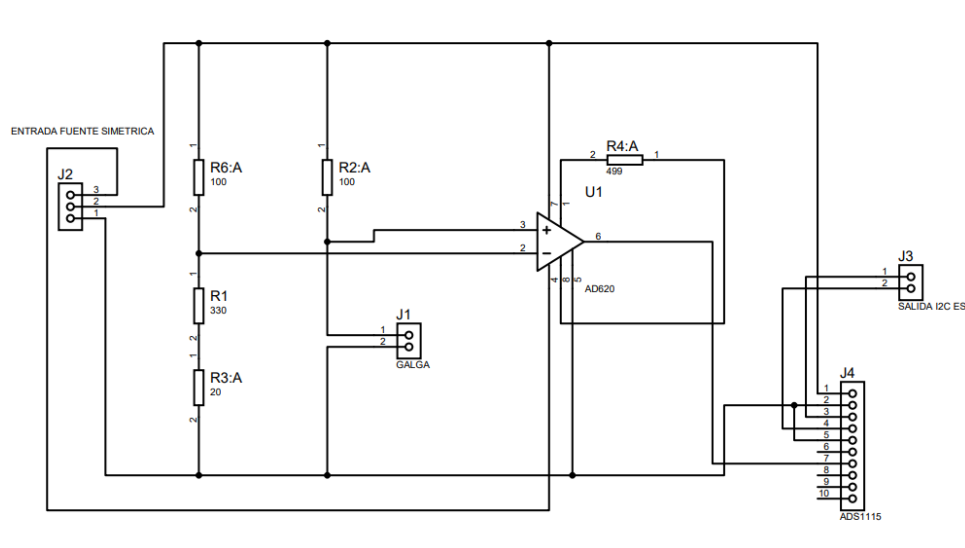 ENTRADA FUENTE SIMETRICA
J2
3
2
1
1
R6:A
100
2
1
R2:A
100
2
1
R1
330
2
1
R3:A
20
2
J1
1
2
GALGA
2
R4:A
1
499
U1
7
1
3
+
2
−
6
4
8
5
AD620
J3
1
2
SALIDA I2C ES
J4
1
2
3
4
5
6
7
8
9
10
ADS1115